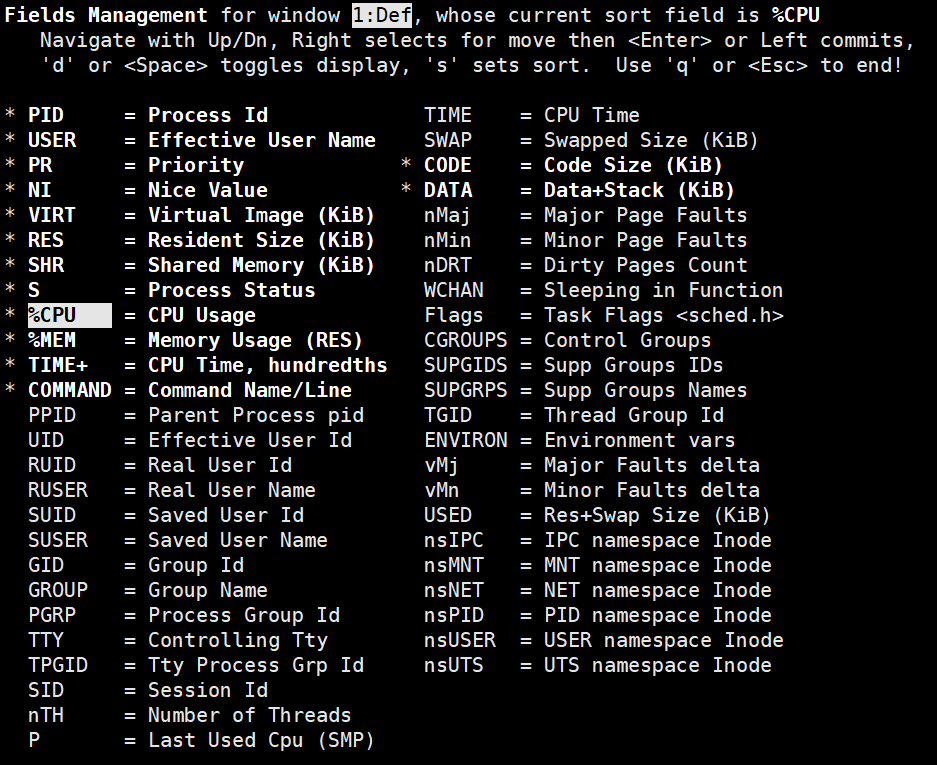 Fields Management for window 1:Def, whose current sort field is %CPU
   Navigate with Up/Dn, Right selects for move then <Enter> or Left commits,
   'd' or <Space> toggles display, 's' sets sort.  Use 'q' or <Esc> to end!

* PID     = Process Id             TIME    = CPU Time
* USER    = Effective User Name    SWAP    = Swapped Size (KiB)
* PR      = Priority             * CODE    = Code Size (KiB)
* NI      = Nice Value           * DATA    = Data+Stack (KiB)
* VIRT    = Virtual Image (KiB)    nMaj    = Major Page Faults
* RES     = Resident Size (KiB)    nMin    = Minor Page Faults
* SHR     = Shared Memory (KiB)    nDRT    = Dirty Pages Count
* S       = Process Status         WCHAN   = Sleeping in Function
* %CPU    = CPU Usage              Flags   = Task Flags <sched.h>
* %MEM    = Memory Usage (RES)     CGROUPS = Control Groups
* TIME+   = CPU Time, hundredths   SUPGIDS = Supp Groups IDs
* COMMAND = Command Name/Line      SUPGRPS = Supp Groups Names
  PPID    = Parent Process pid     TGID    = Thread Group Id
  UID     = Effective User Id      ENVIRON = Environment vars
  RUID    = Real User Id           vMj     = Major Faults delta
  RUSER   = Real User Name         vMn     = Minor Faults delta
  SUID    = Saved User Id          USED    = Res+Swap Size (KiB)
  SUSER   = Saved User Name        nsIPC   = IPC namespace Inode
  GID     = Group Id               nsMNT   = MNT namespace Inode
  GROUP   = Group Name             nsNET   = NET namespace Inode
  PGRP    = Process Group Id       nsPID   = PID namespace Inode
  TTY     = Controlling Tty        nsUSER  = USER namespace Inode
  TPGID   = Tty Process Grp Id     nsUTS   = UTS namespace Inode
  SID     = Session Id
  nTH     = Number of Threads
  P       = Last Used Cpu (SMP)